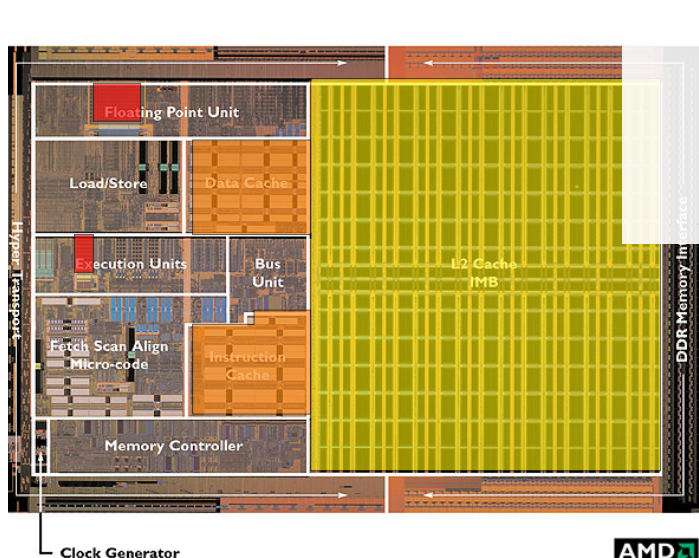 Floating Point Unit
Load/Store
Data Cache
Hyper Transport
Execution Units
Bus
Unit
L2 Cache
1MB
DDR Memory Interface
Fetch Scan Align
Micro-code
Instruction
Cache
Memory Controller
Clock Generator
AMD